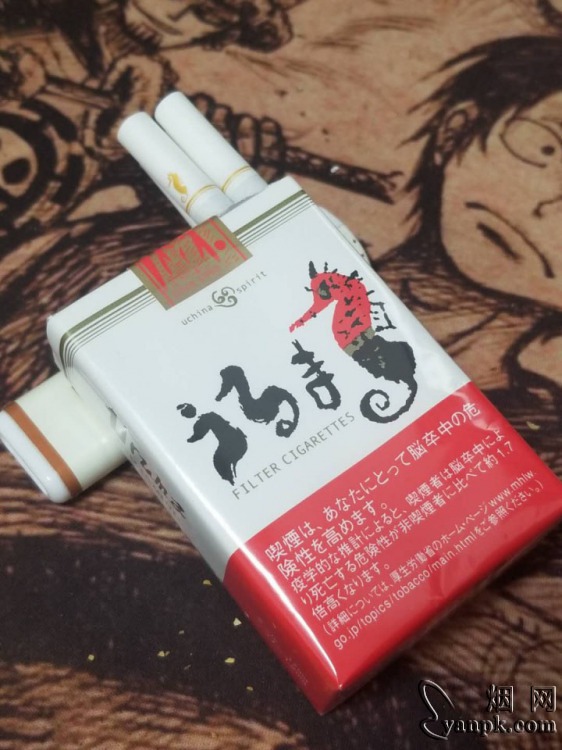 uchina spirit
うるま
FILTER CIGARETTES
喫煙は、あなたにとって脳卒中の危
険性を高めます。
疫学的な推計によると、喫煙者は脳卒中によ
り死亡する危険性が非喫煙者に比べて約1.7
倍高くなります。
(詳細については、厚生労働省のホーム・ページwww.mhlw.
go.jp/topics/tobacco/main.htmlをご参照ください。)
烟网
yanpk.com